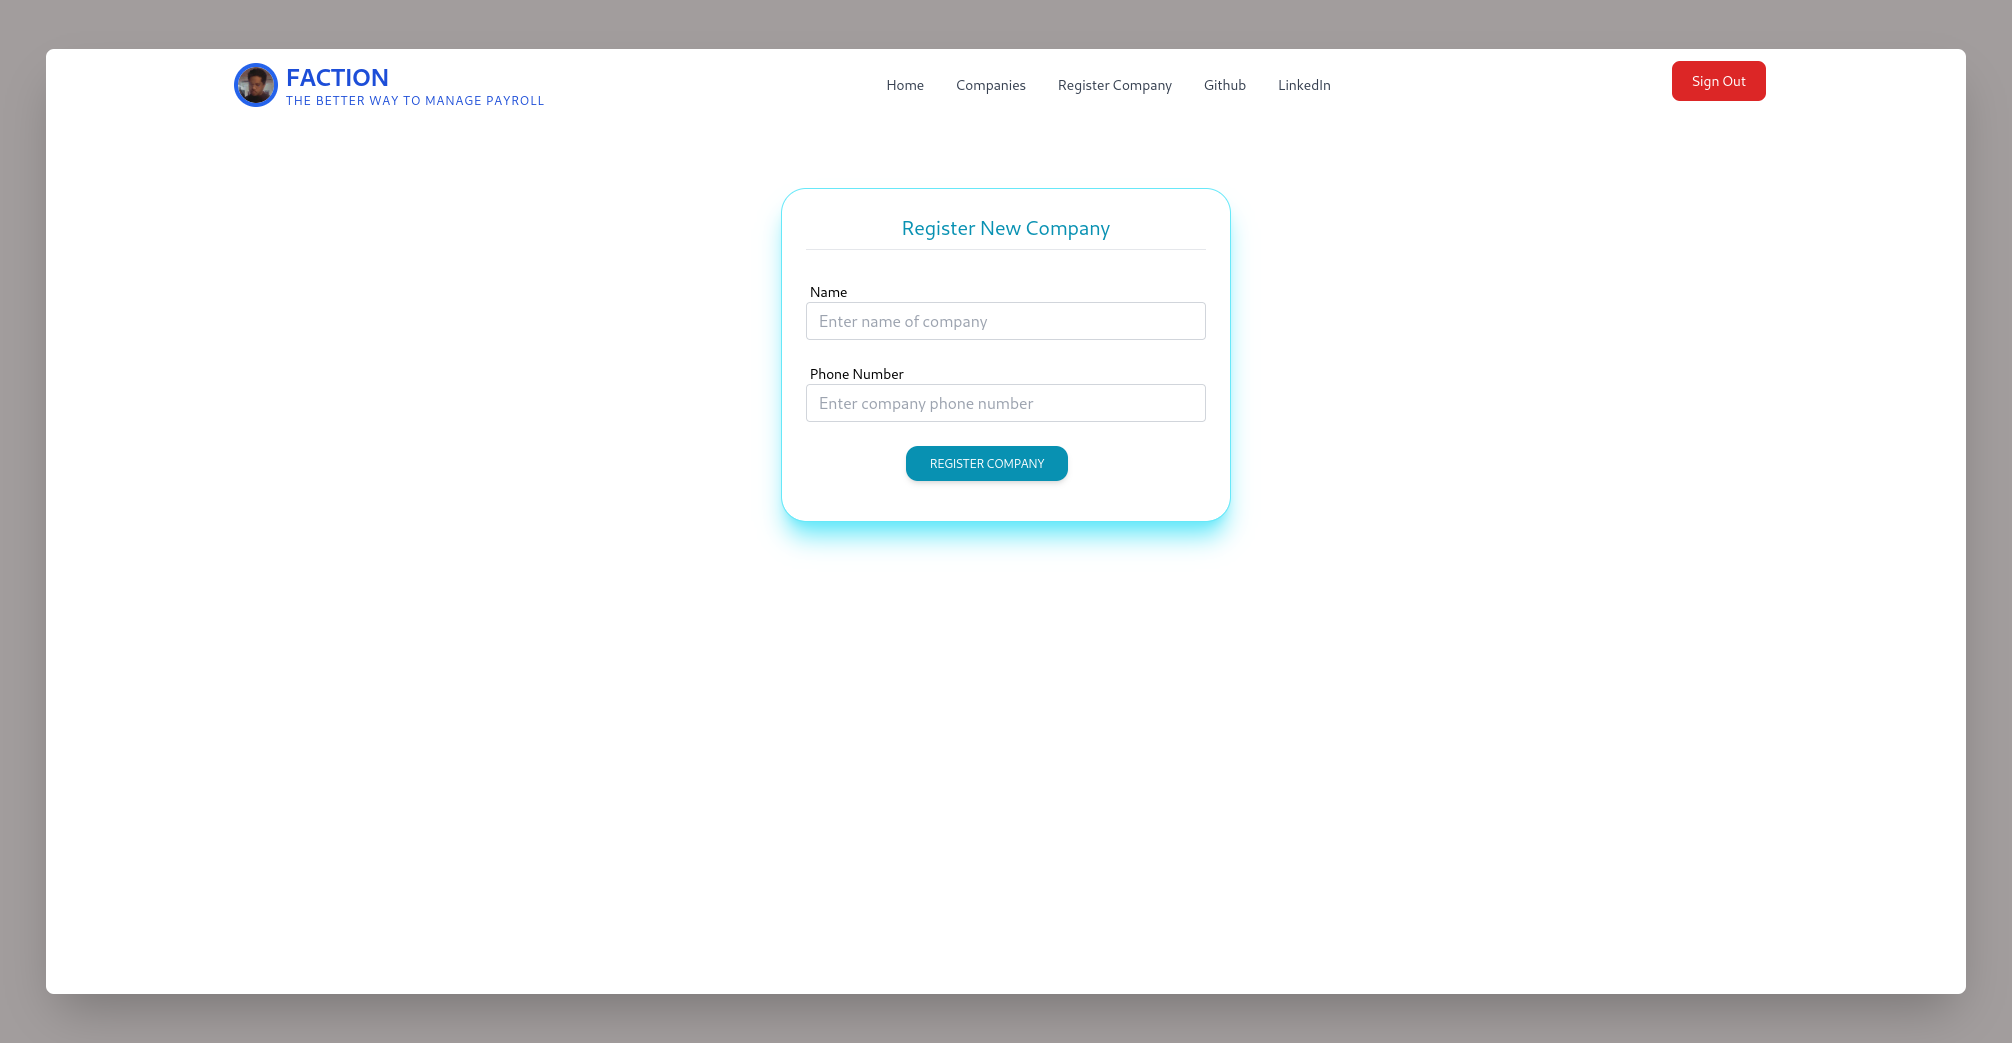 FACTION
THE BETTER WAY TO MANAGE PAYROLL
Home Companies Register Company Github LinkedIn
Sign Out
Register New Company
Name
Enter name of company
Phone Number
Enter company phone number
REGISTER COMPANY